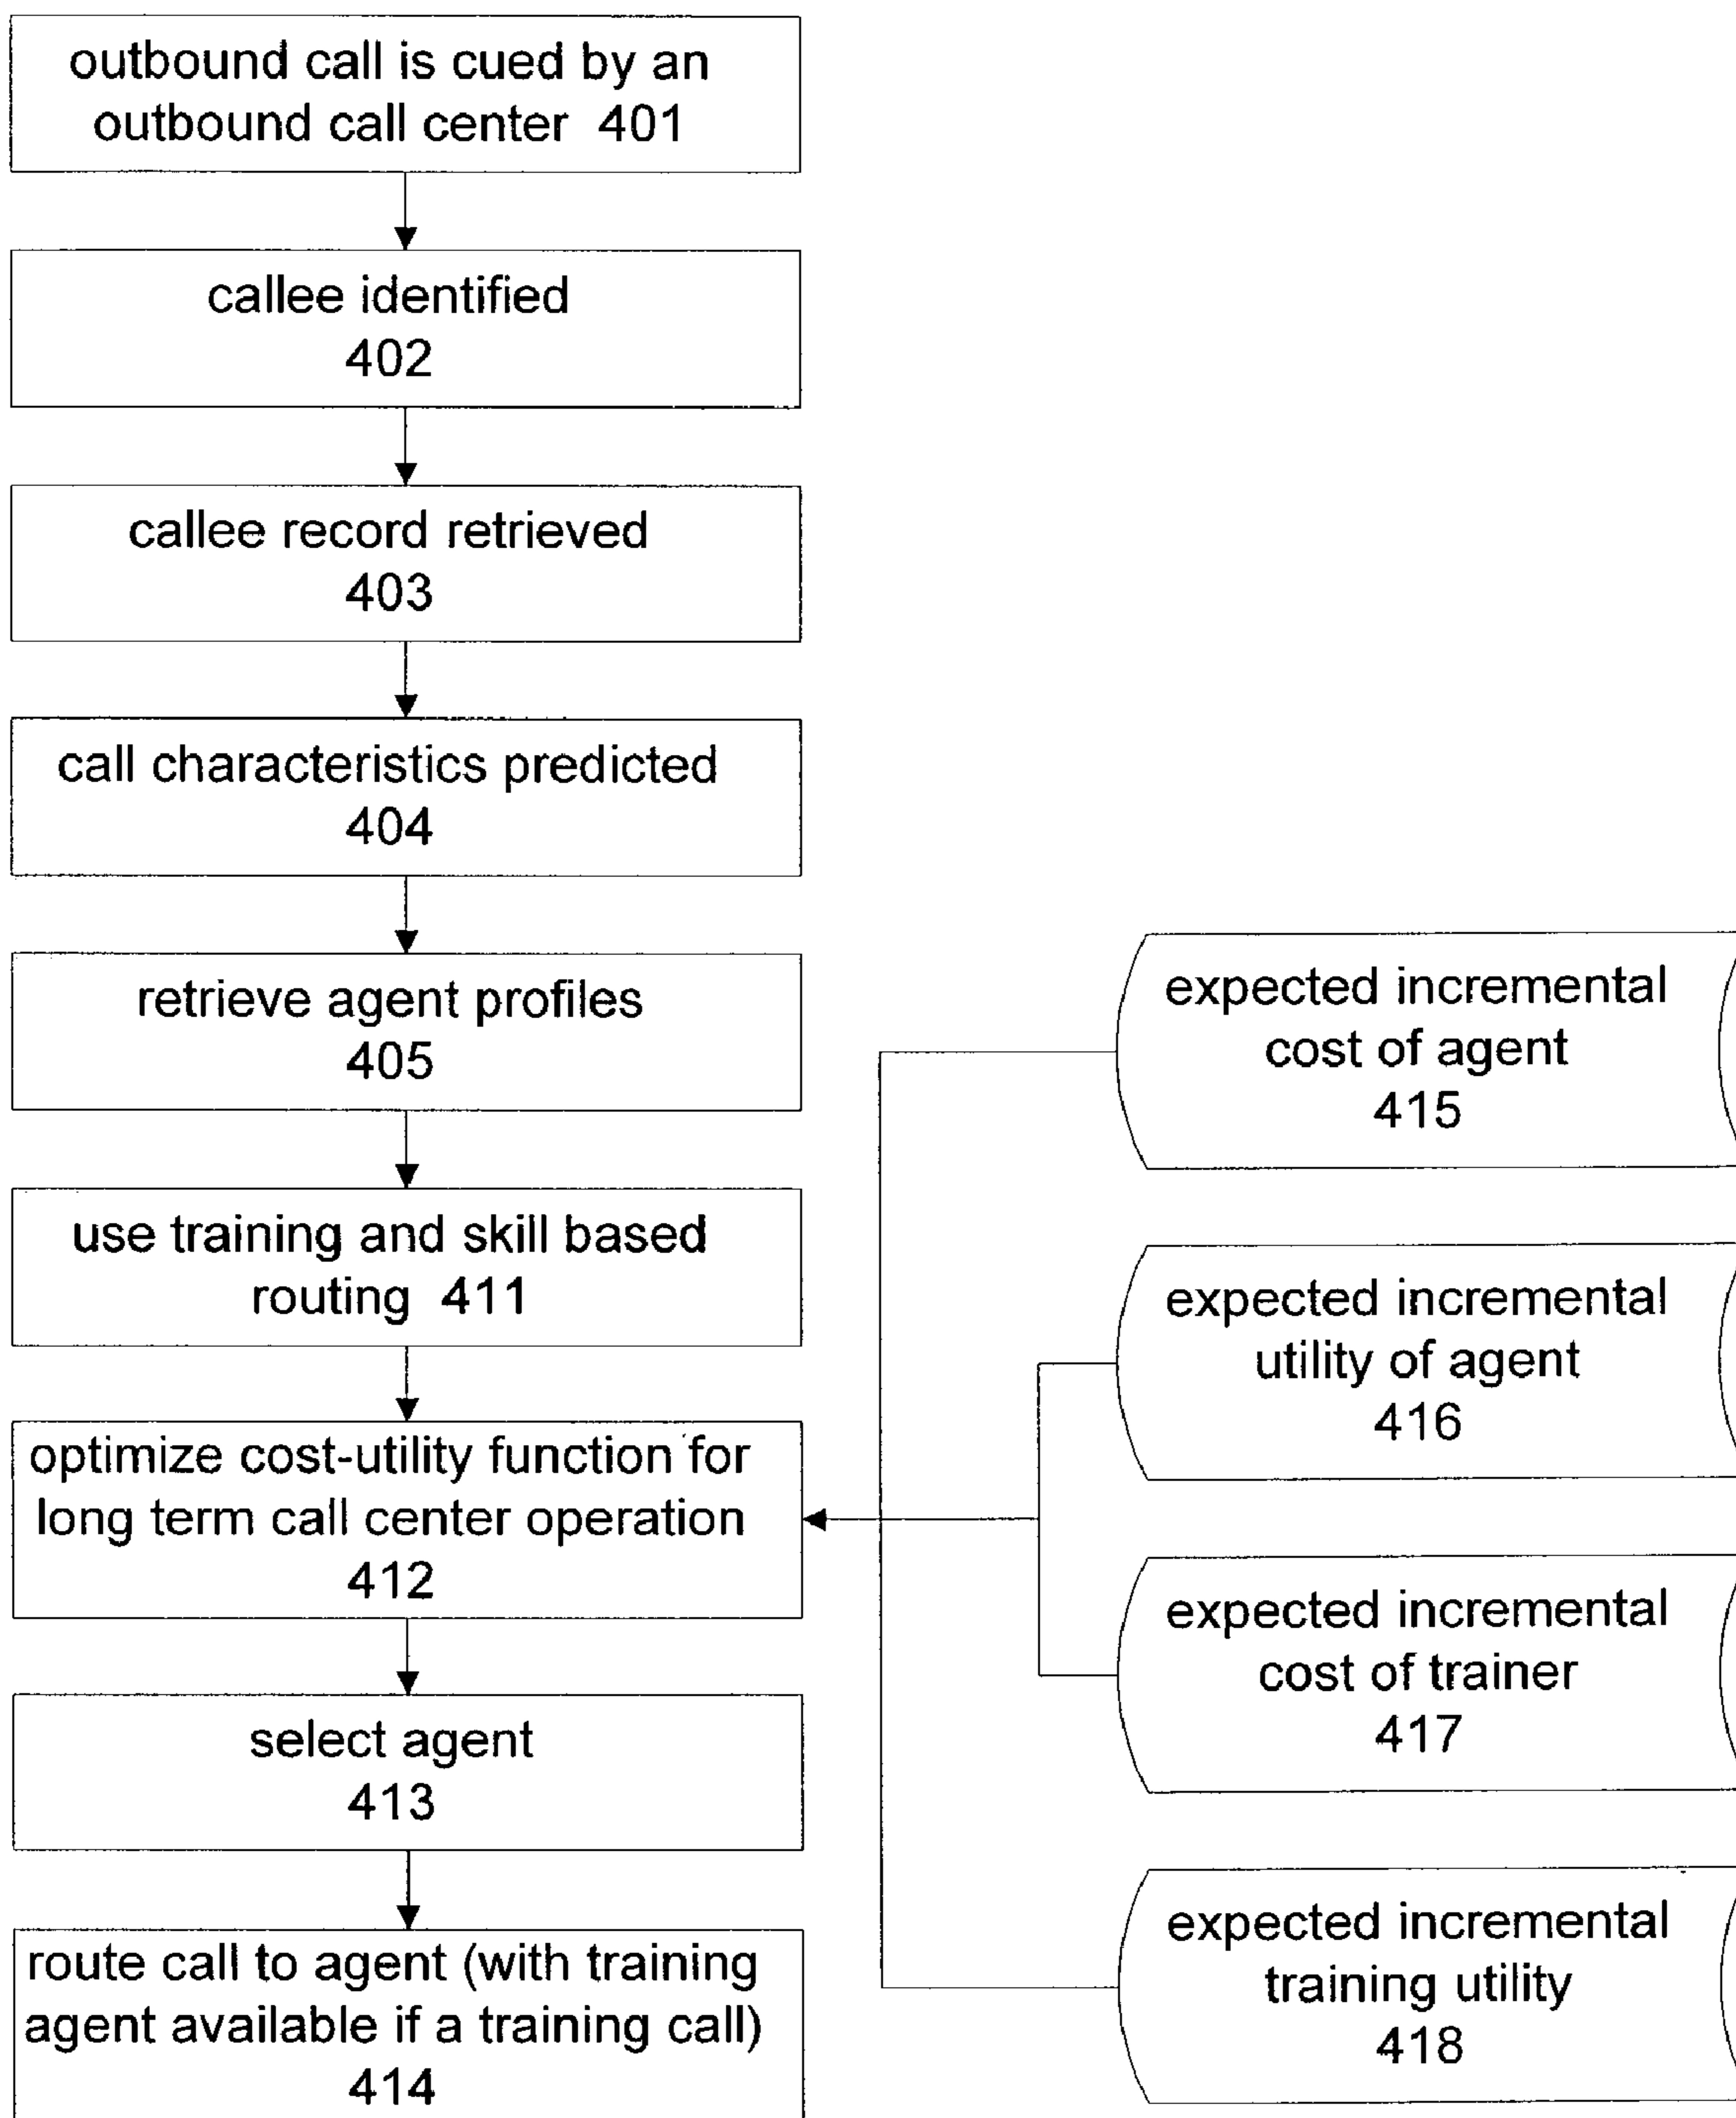 outbound call is cued by an
outbound call center 401
callee identified
402
callee record retrieved
403
call characteristics predicted
404
retrieve agent profiles
405
use training and skill based
routing 411
optimize cost-utility function for
long term call center operation
412
select agent
413
route call to agent (with training
agent available if a training call)
414
expected incremental
cost of agent
415
expected incremental
utility of agent
416
expected incremental
cost of trainer
417
expected incremental
training utility
418